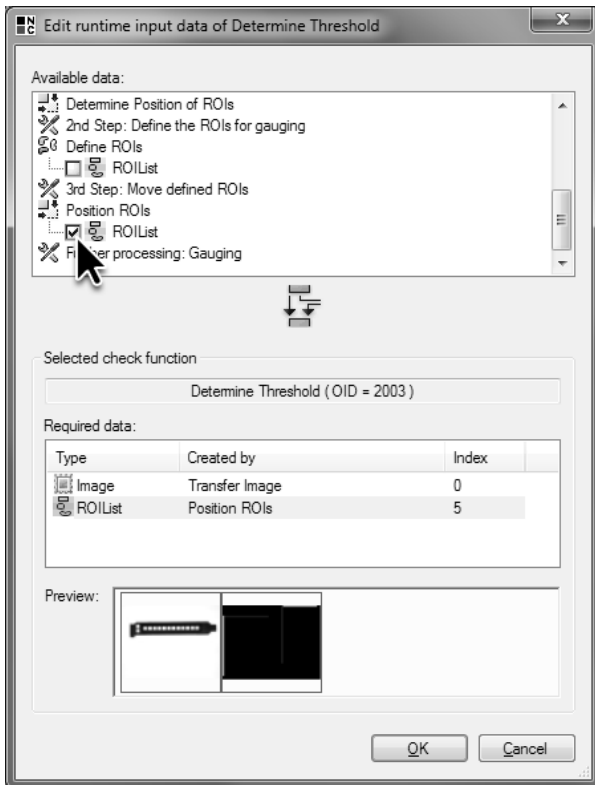 Edit runtime input data of Determine Threshold
Available data:
Determine Position of ROIs
2nd Step: Define the ROIs for gauging
Define ROIs
ROIList
3rd Step: Move defined ROIs
Position ROIs
ROIList
processing: Gauging
Selected check function
Determine Threshold ( OID = 2003 )
Required data:
Type Created by Index
Image Transfer Image 0
ROIList Position ROIs 5
Preview:
OK Cancel